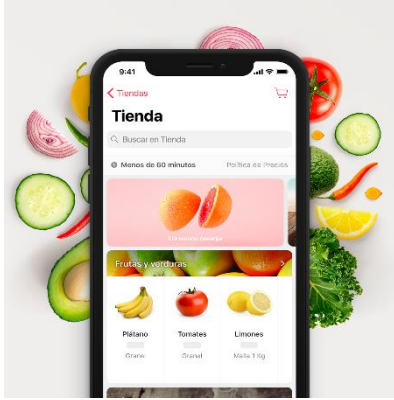 9:41
Tiendas
Tienda
Buscar en Tienda
Menos de 60 minutos
Política de Precios
Frutas y verduras
Plátano
Tomates
Limones
Granel
Granel
Malla 1 Kg